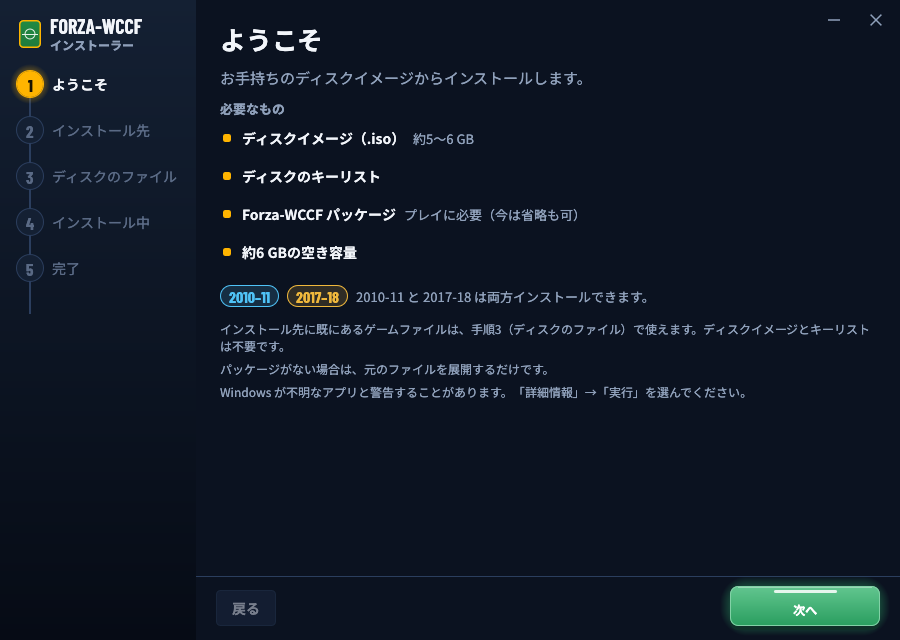 FORZA-WCCF
インストーラー
1 ようこそ
2 インストール先
3 ディスクのファイル
4 インストール中
5 完了
ようこそ
お手持ちのディスクイメージからインストールします。
必要なもの
ディスクイメージ（.iso） 約5〜6 GB
ディスクのキーリスト
Forza-WCCF パッケージ プレイに必要（今は省略も可）
約6 GBの空き容量
2010-11 2017-18 2010-11 と 2017-18 は両方インストールできます。
インストール先に既にあるゲームファイルは、手順3（ディスクのファイル）で使えます。ディスクイメージとキーリスト
は不要です。
パッケージがない場合は、元のファイルを展開するだけです。
Windows が不明なアプリと警告することがあります。「詳細情報」→「実行」を選んでください。
戻る
次へ